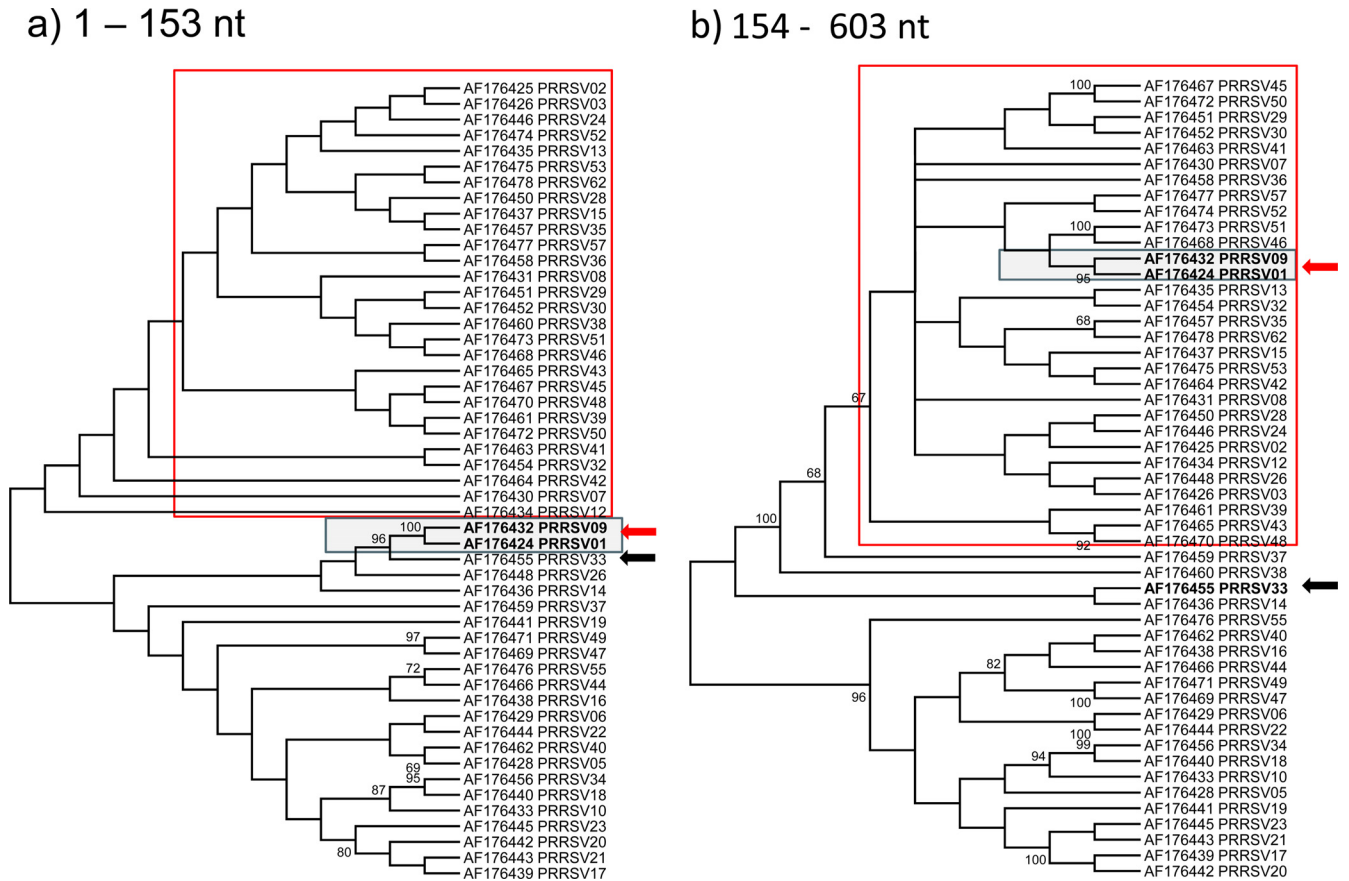 a) 1 – 153 nt
AF176425 PRRSV02
AF176426 PRRSV03
AF176446 PRRSV24
AF176474 PRRSV52
AF176435 PRRSV13
AF176475 PRRSV53
AF176478 PRRSV62
AF176450 PRRSV28
AF176437 PRRSV15
AF176457 PRRSV35
AF176477 PRRSV57
AF176458 PRRSV36
AF176431 PRRSV08
AF176451 PRRSV29
AF176452 PRRSV30
AF176460 PRRSV38
AF176473 PRRSV51
AF176468 PRRSV46
AF176465 PRRSV43
AF176467 PRRSV45
AF176470 PRRSV48
AF176461 PRRSV39
AF176472 PRRSV50
AF176463 PRRSV41
AF176454 PRRSV32
AF176464 PRRSV42
AF176430 PRRSV07
AF176434 PRRSV12
100 AF176432 PRRSV09
96 AF176424 PRRSV01
AF176455 PRRSV33
AF176448 PRRSV26
AF176436 PRRSV14
AF176459 PRRSV37
AF176441 PRRSV19
97 AF176471 PRRSV49
AF176469 PRRSV47
72 AF176476 PRRSV55
AF176466 PRRSV44
AF176438 PRRSV16
AF176429 PRRSV06
AF176444 PRRSV22
AF176462 PRRSV40
AF176428 PRRSV05
69
95 AF176456 PRRSV34
87 AF176440 PRRSV18
AF176433 PRRSV10
AF176445 PRRSV23
AF176442 PRRSV20
80 AF176443 PRRSV21
AF176439 PRRSV17
b) 154 - 603 nt
100 AF176467 PRRSV45
AF176472 PRRSV50
AF176451 PRRSV29
AF176452 PRRSV30
AF176463 PRRSV41
AF176430 PRRSV07
AF176458 PRRSV36
AF176477 PRRSV57
AF176474 PRRSV52
100 AF176473 PRRSV51
AF176468 PRRSV46
AF176432 PRRSV09
AF176424 PRRSV01
95
AF176435 PRRSV13
AF176454 PRRSV32
68 AF176457 PRRSV35
AF176478 PRRSV62
AF176437 PRRSV15
AF176475 PRRSV53
AF176464 PRRSV42
67 AF176431 PRRSV08
AF176450 PRRSV28
AF176446 PRRSV24
AF176425 PRRSV02
AF176434 PRRSV12
68 AF176448 PRRSV26
AF176426 PRRSV03
AF176461 PRRSV39
100 AF176465 PRRSV43
AF176470 PRRSV48
92
AF176459 PRRSV37
AF176460 PRRSV38
AF176455 PRRSV33
AF176436 PRRSV14
AF176476 PRRSV55
AF176462 PRRSV40
AF176438 PRRSV16
82 AF176466 PRRSV44
AF176471 PRRSV49
96 AF176469 PRRSV47
100
AF176429 PRRSV06
AF176444 PRRSV22
100
99 AF176456 PRRSV34
94 AF176440 PRRSV18
AF176433 PRRSV10
AF176428 PRRSV05
AF176441 PRRSV19
AF176445 PRRSV23
AF176443 PRRSV21
100 AF176439 PRRSV17
AF176442 PRRSV20